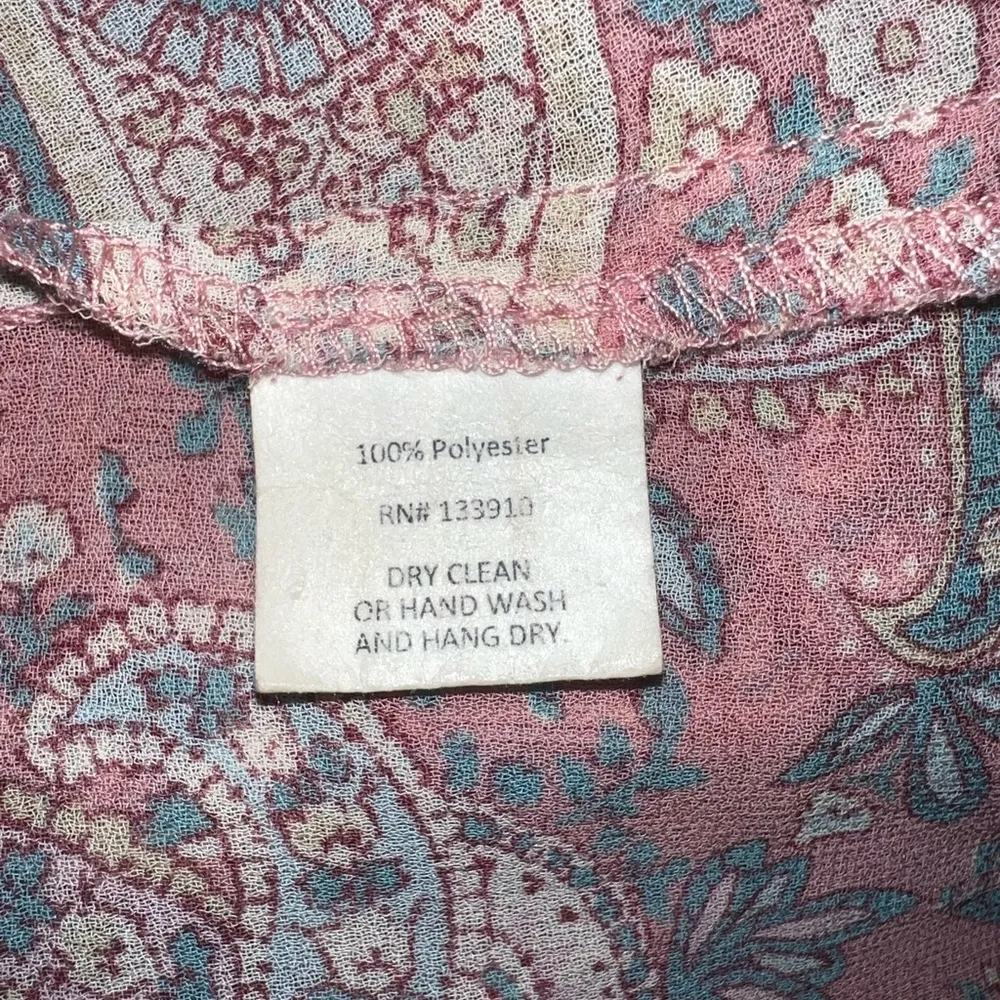 100% Polyester
RN# 133910
DRY CLEAN
OR HAND WASH
AND HANG DRY.